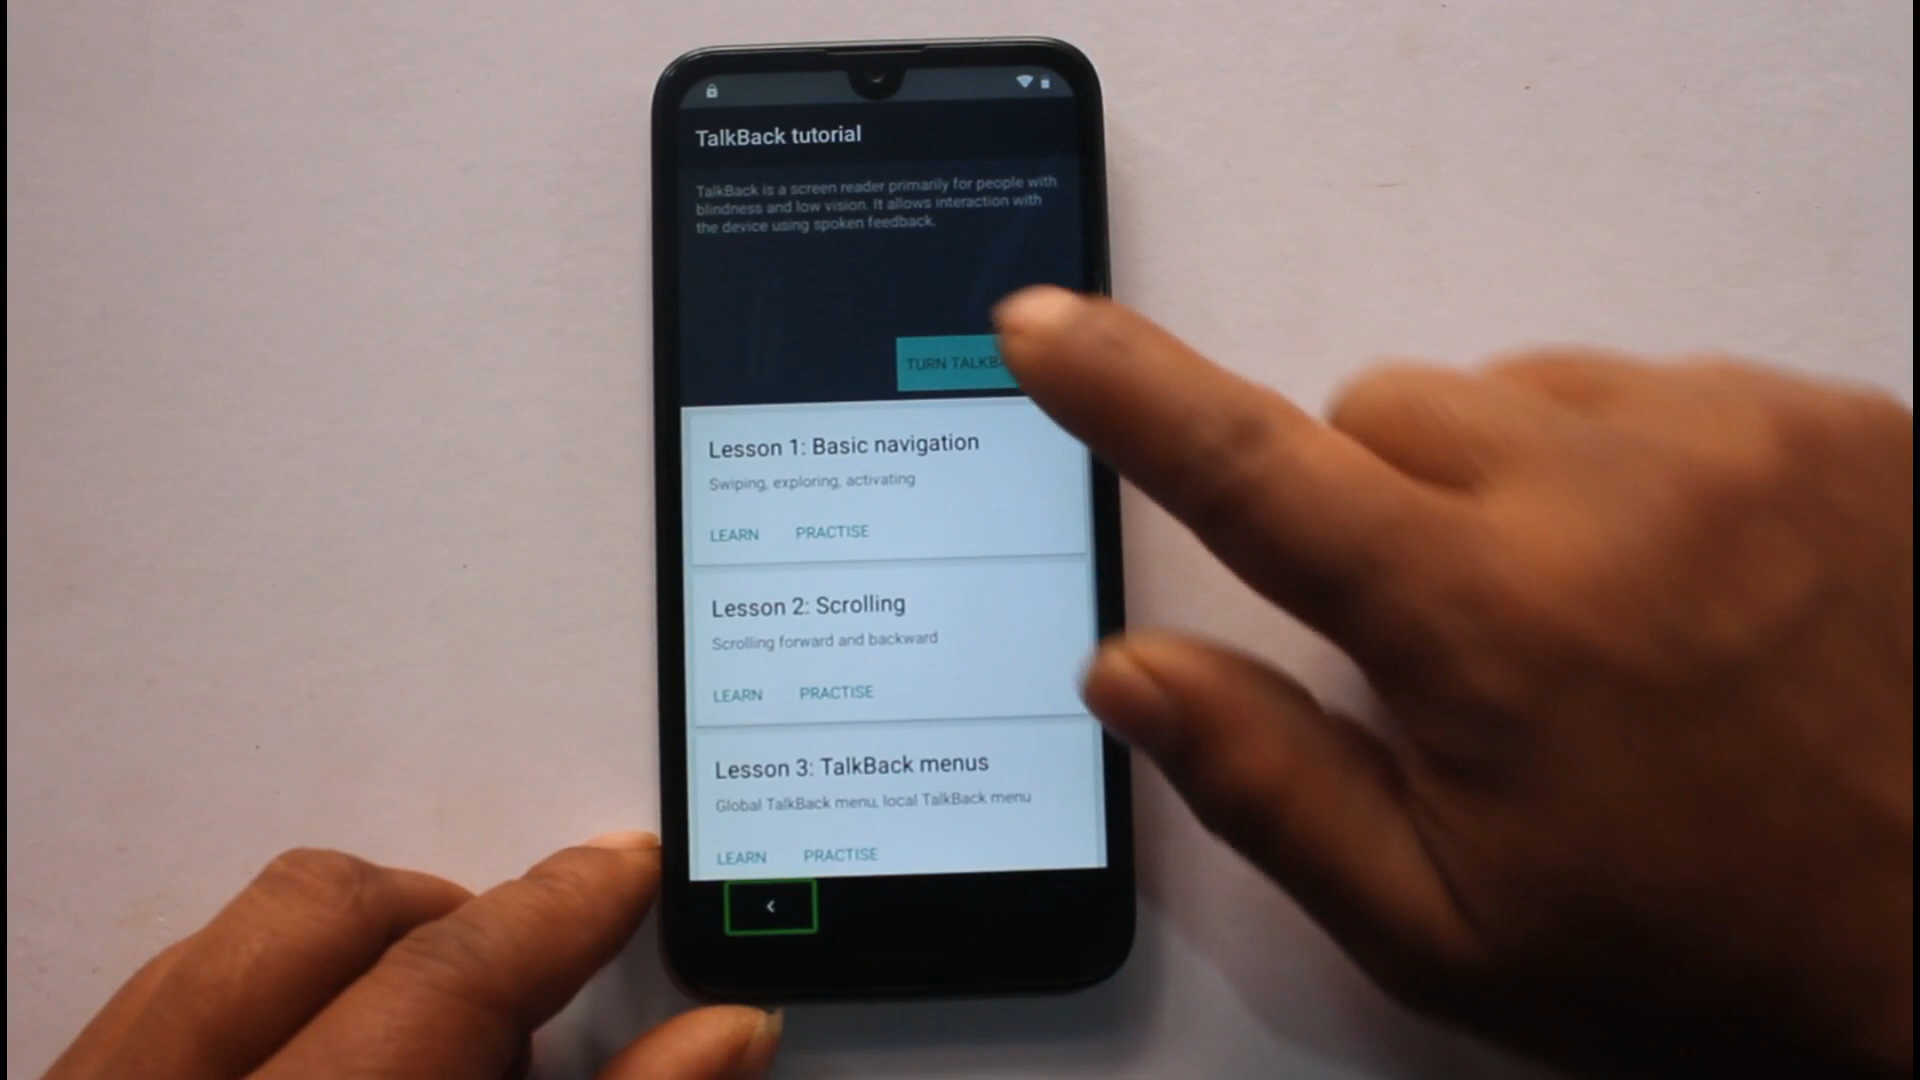 TalkBack tutorial
TalkBack is a screen reader primarily for people with
blindness and low vision. It allows interaction with
the device using spoken feedback.
TURN TALKBA
Lesson 1: Basic navigation
Swiping, exploring, activating
LEARN PRACTISE
Lesson 2: Scrolling
Scrolling forward and backward
LEARN PRACTISE
Lesson 3: TalkBack menus
Global TalkBack menu, local TalkBack menu
LEARN PRACTISE